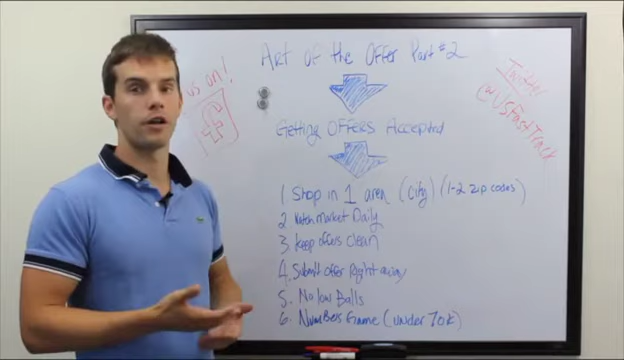 Art of the Offer Part #2
us on!
f
Twitter
@USFastTrack
Getting Offers Accepted
1 Shop in 1 area (City) (1-2 zip codes)
2 Watch Market Daily
3 Keep offers clean
4. Submit offer Right away
5. No low Balls
6. Numbers Game (under 70K)